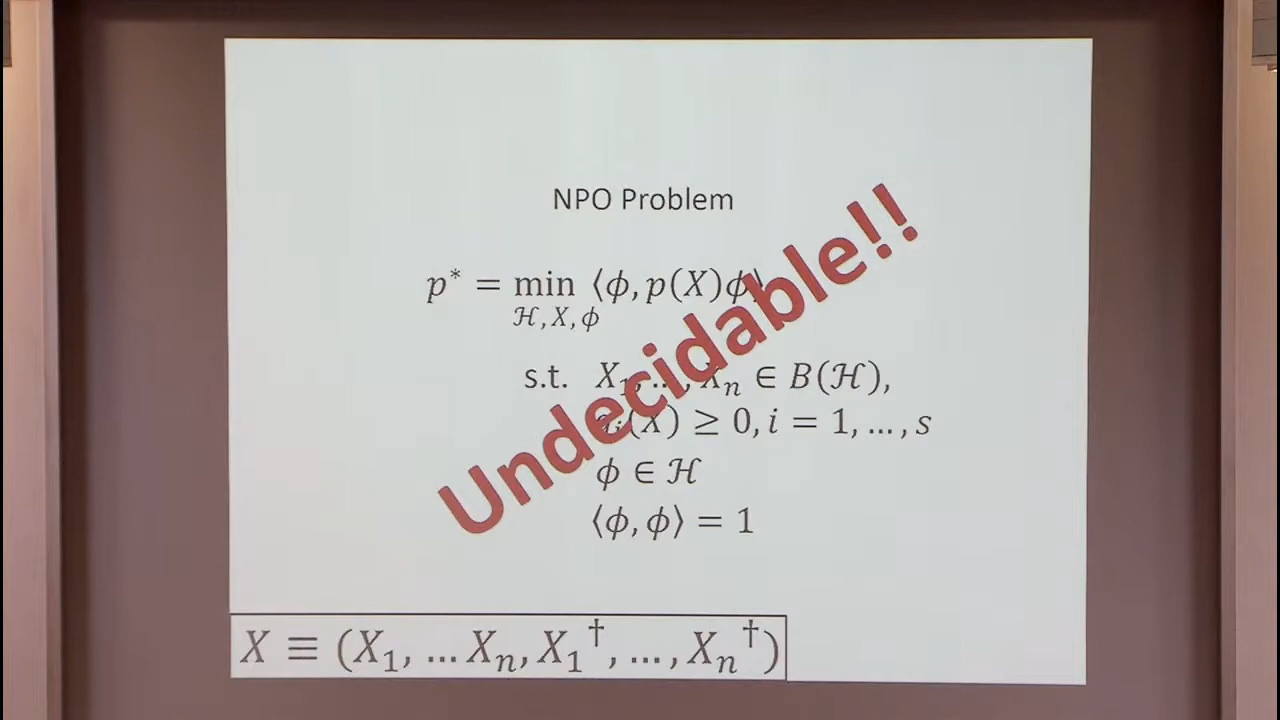 NPO Problem
p* = min ⟨ϕ, p(X)ϕ⟩
ℋ, X, ϕ
s.t. X₁, …, Xₙ ∈ B(ℋ),
qᵢ(X) ≥ 0, i = 1, …, s
ϕ ∈ ℋ
⟨ϕ, ϕ⟩ = 1
Undecidable!!
X ≡ (X₁, … Xₙ, X₁†, …, Xₙ†)